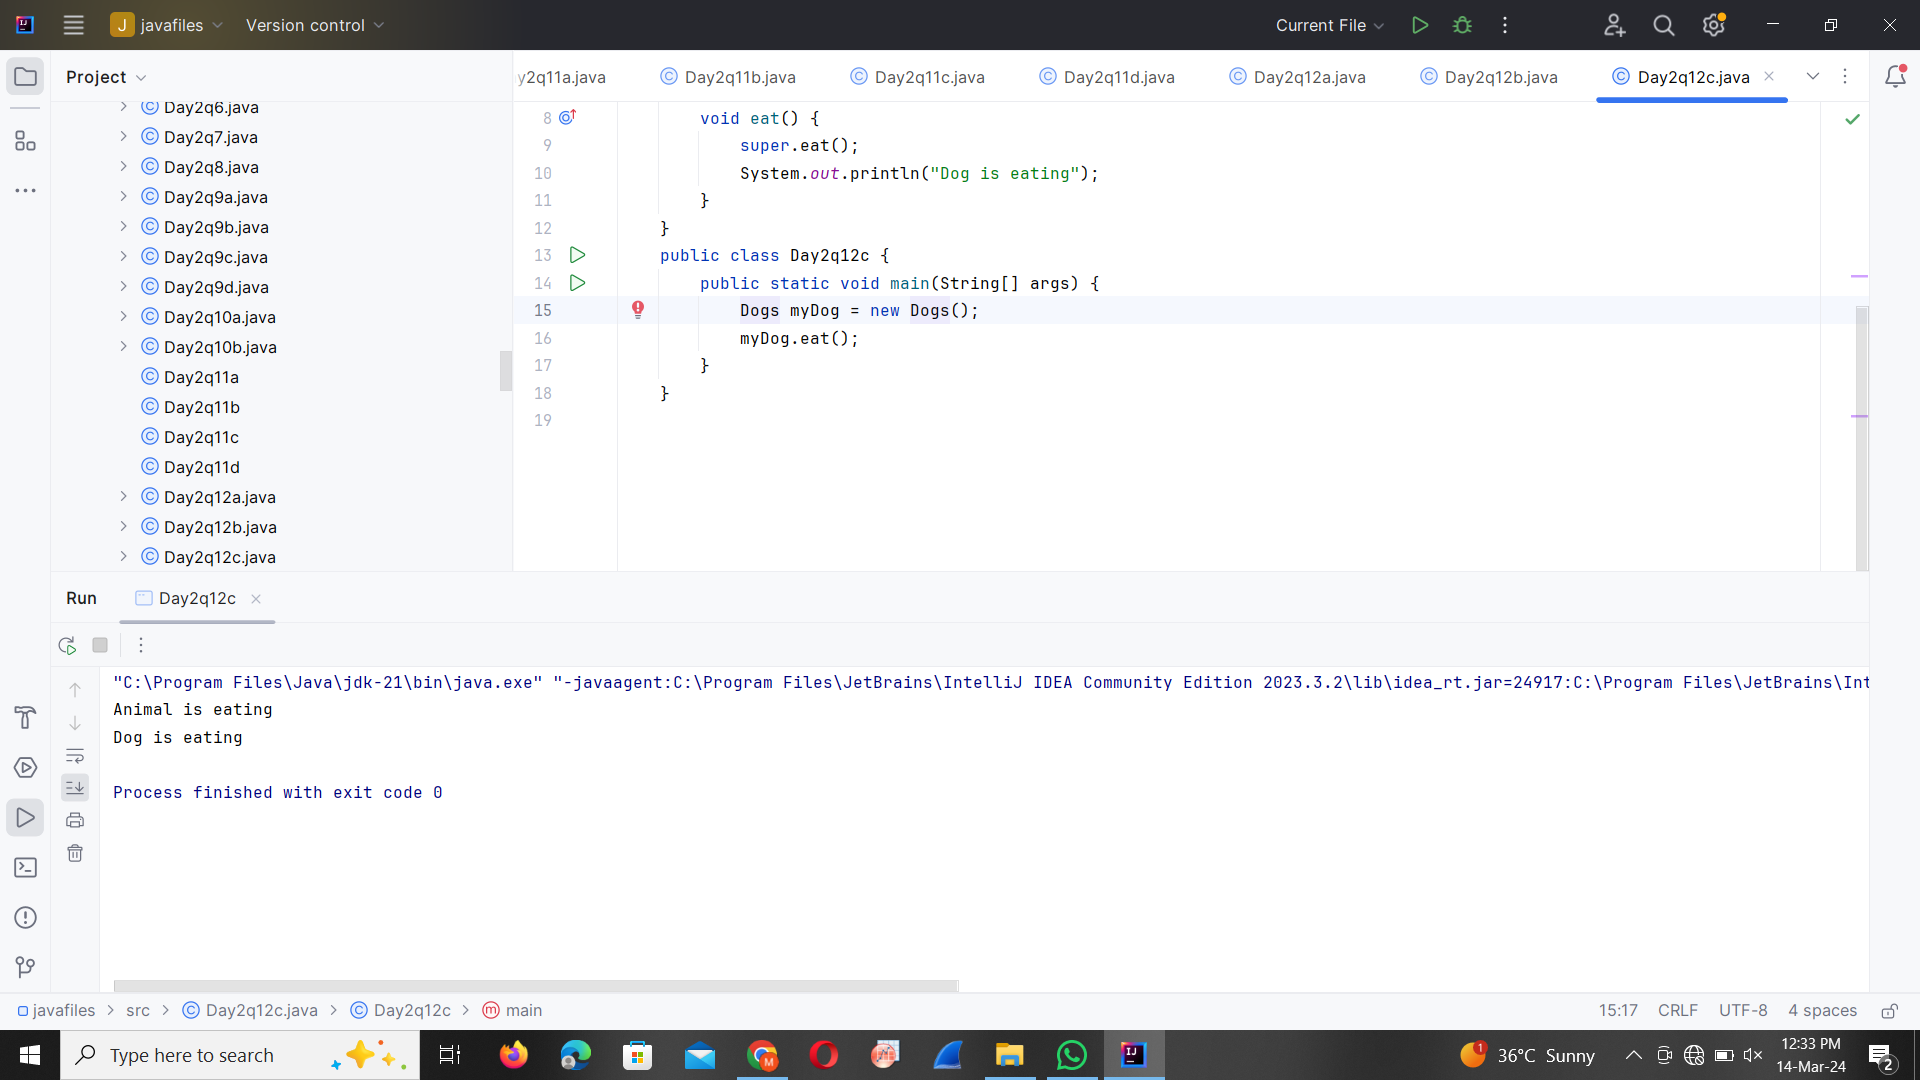 J javafiles Version control Current File
Project
y2q11a.java Day2q11b.java Day2q11c.java Day2q11d.java Day2q12a.java Day2q12b.java Day2q12c.java
Day2q6.java
Day2q7.java
Day2q8.java
Day2q9a.java
Day2q9b.java
Day2q9c.java
Day2q9d.java
Day2q10a.java
Day2q10b.java
Day2q11a
Day2q11b
Day2q11c
Day2q11d
Day2q12a.java
Day2q12b.java
Day2q12c.java
8 void eat() {
9 super.eat();
10 System.out.println("Dog is eating");
11 }
12 }
13 public class Day2q12c {
14 public static void main(String[] args) {
15 Dogs myDog = new Dogs();
16 myDog.eat();
17 }
18 }
19
Run Day2q12c
"C:\Program Files\Java\jdk-21\bin\java.exe" "-javaagent:C:\Program Files\JetBrains\IntelliJ IDEA Community Edition 2023.3.2\lib\idea_rt.jar=24917:C:\Program Files\JetBrains\Int
Animal is eating
Dog is eating
Process finished with exit code 0
javafiles > src > Day2q12c.java > Day2q12c > main 15:17 CRLF UTF-8 4 spaces
Type here to search
36°C Sunny
12:33 PM
14-Mar-24
2